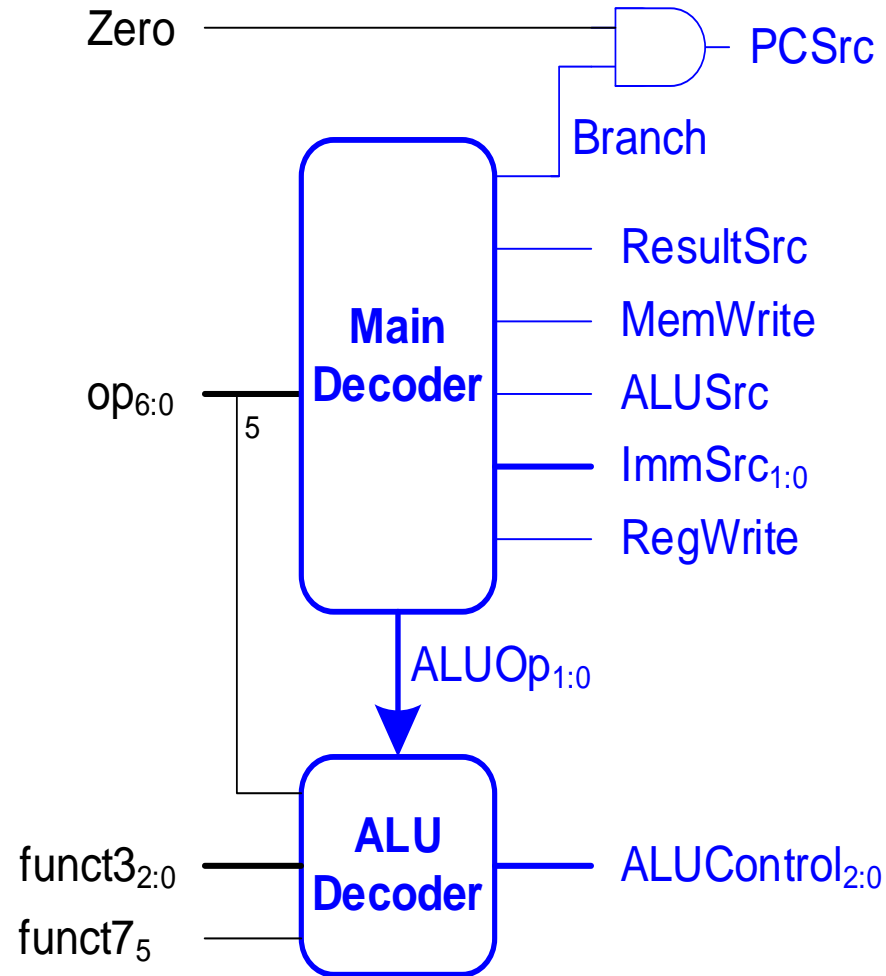 Zero
PCSrc
Branch
ResultSrc
Main
Decoder
MemWrite
op6:0
5
ALUSrc
ImmSrc1:0
RegWrite
ALUOp1:0
ALU
Decoder
funct32:0
ALUControl2:0
funct75